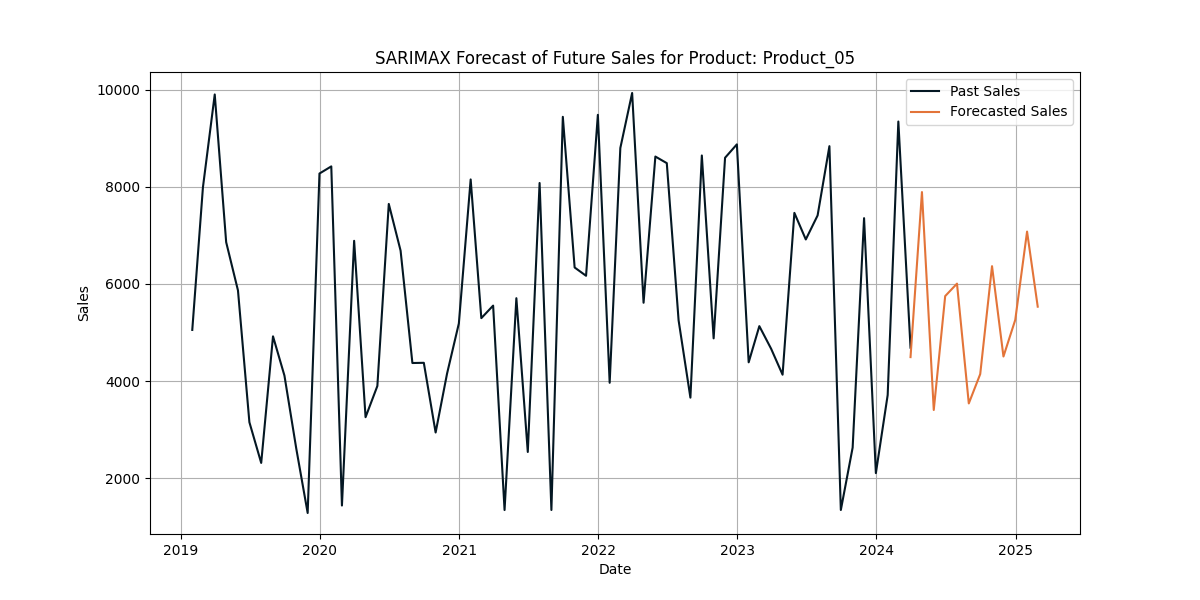 SARIMAX Forecast of Future Sales for Product: Product_05
Past Sales
Forecasted Sales
10000
8000
6000
4000
2000
Sales
2019 2020 2021 2022 2023 2024 2025
Date